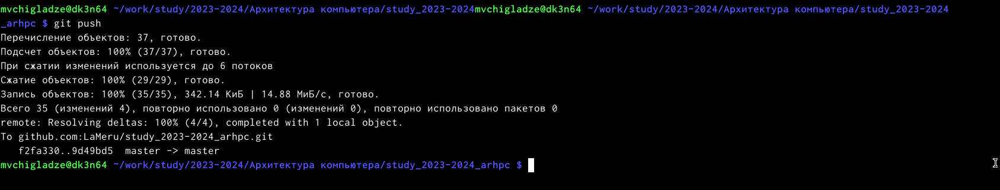 mvchigladze@dk3n64 ~/work/study/2023-2024/Архитектура компьютера/study_2023-2024mvchigladze@dk3n64 ~/work/study/2023-2024/Архитектура компьютера/study_2023-2024
_arhpc $ git push
Перечисление объектов: 37, готово.
Подсчет объектов: 100% (37/37), готово.
При сжатии изменений используется до 6 потоков
Сжатие объектов: 100% (29/29), готово.
Запись объектов: 100% (35/35), 342.14 КиБ | 14.88 МиБ/с, готово.
Всего 35 (изменений 4), повторно использовано 0 (изменений 0), повторно использовано пакетов 0
remote: Resolving deltas: 100% (4/4), completed with 1 local object.
To github.com:LaMeru/study_2023-2024_arhpc.git
   f2fa330..9d49bd5  master -> master
mvchigladze@dk3n64 ~/work/study/2023-2024/Архитектура компьютера/study_2023-2024_arhpc $